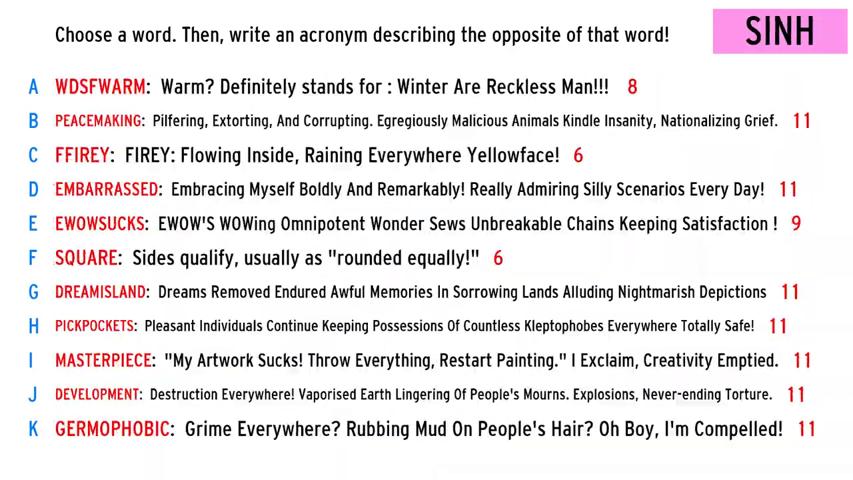 Choose a word. Then, write an acronym describing the opposite of that word!
SINH
A WDSFWARM: Warm? Definitely stands for : Winter Are Reckless Man!!! 8
B PEACEMAKING: Pilfering, Extorting, And Corrupting. Egregiously Malicious Animals Kindle Insanity, Nationalizing Grief. 11
C FFIREY: FIREY: Flowing Inside, Raining Everywhere Yellowface! 6
D EMBARRASSED: Embracing Myself Boldly And Remarkably! Really Admiring Silly Scenarios Every Day! 11
E EWOWSUCKS: EWOW'S WOWing Omnipotent Wonder Sews Unbreakable Chains Keeping Satisfaction ! 9
F SQUARE: Sides qualify, usually as "rounded equally!" 6
G DREAMISLAND: Dreams Removed Endured Awful Memories In Sorrowing Lands Alluding Nightmarish Depictions 11
H PICKPOCKETS: Pleasant Individuals Continue Keeping Possessions Of Countless Kleptophobes Everywhere Totally Safe! 11
I MASTERPIECE: "My Artwork Sucks! Throw Everything, Restart Painting." I Exclaim, Creativity Emptied. 11
J DEVELOPMENT: Destruction Everywhere! Vaporised Earth Lingering Of People's Mourns. Explosions, Never-ending Torture. 11
K GERMOPHOBIC: Grime Everywhere? Rubbing Mud On People's Hair? Oh Boy, I'm Compelled! 11